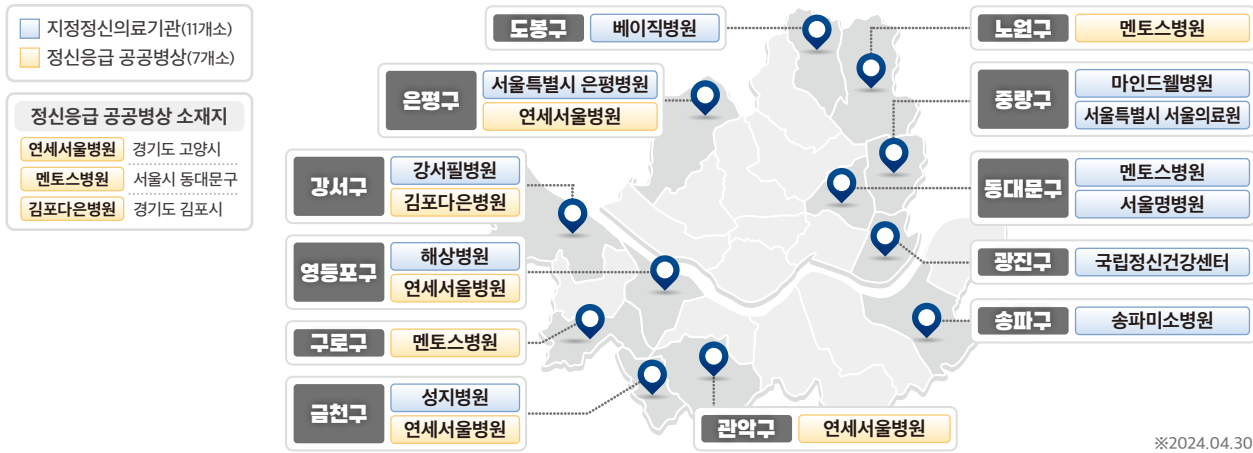 지정정신의료기관(11개소)
정신응급 공공병상(7개소)
정신응급 공공병상 소재지
연세서울병원 경기도 고양시
멘토스병원 서울시 동대문구
김포다은병원 경기도 김포시
도봉구 베이직병원
은평구
서울특별시 은평병원
연세서울병원
강서구
강서필병원
김포다은병원
영등포구
해상병원
연세서울병원
구로구 멘토스병원
금천구
성지병원
연세서울병원
관악구 연세서울병원
노원구 멘토스병원
중랑구
마인드웰병원
서울특별시 서울의료원
동대문구
멘토스병원
서울명병원
광진구 국립정신건강센터
송파구 송파미소병원
※2024.04.30